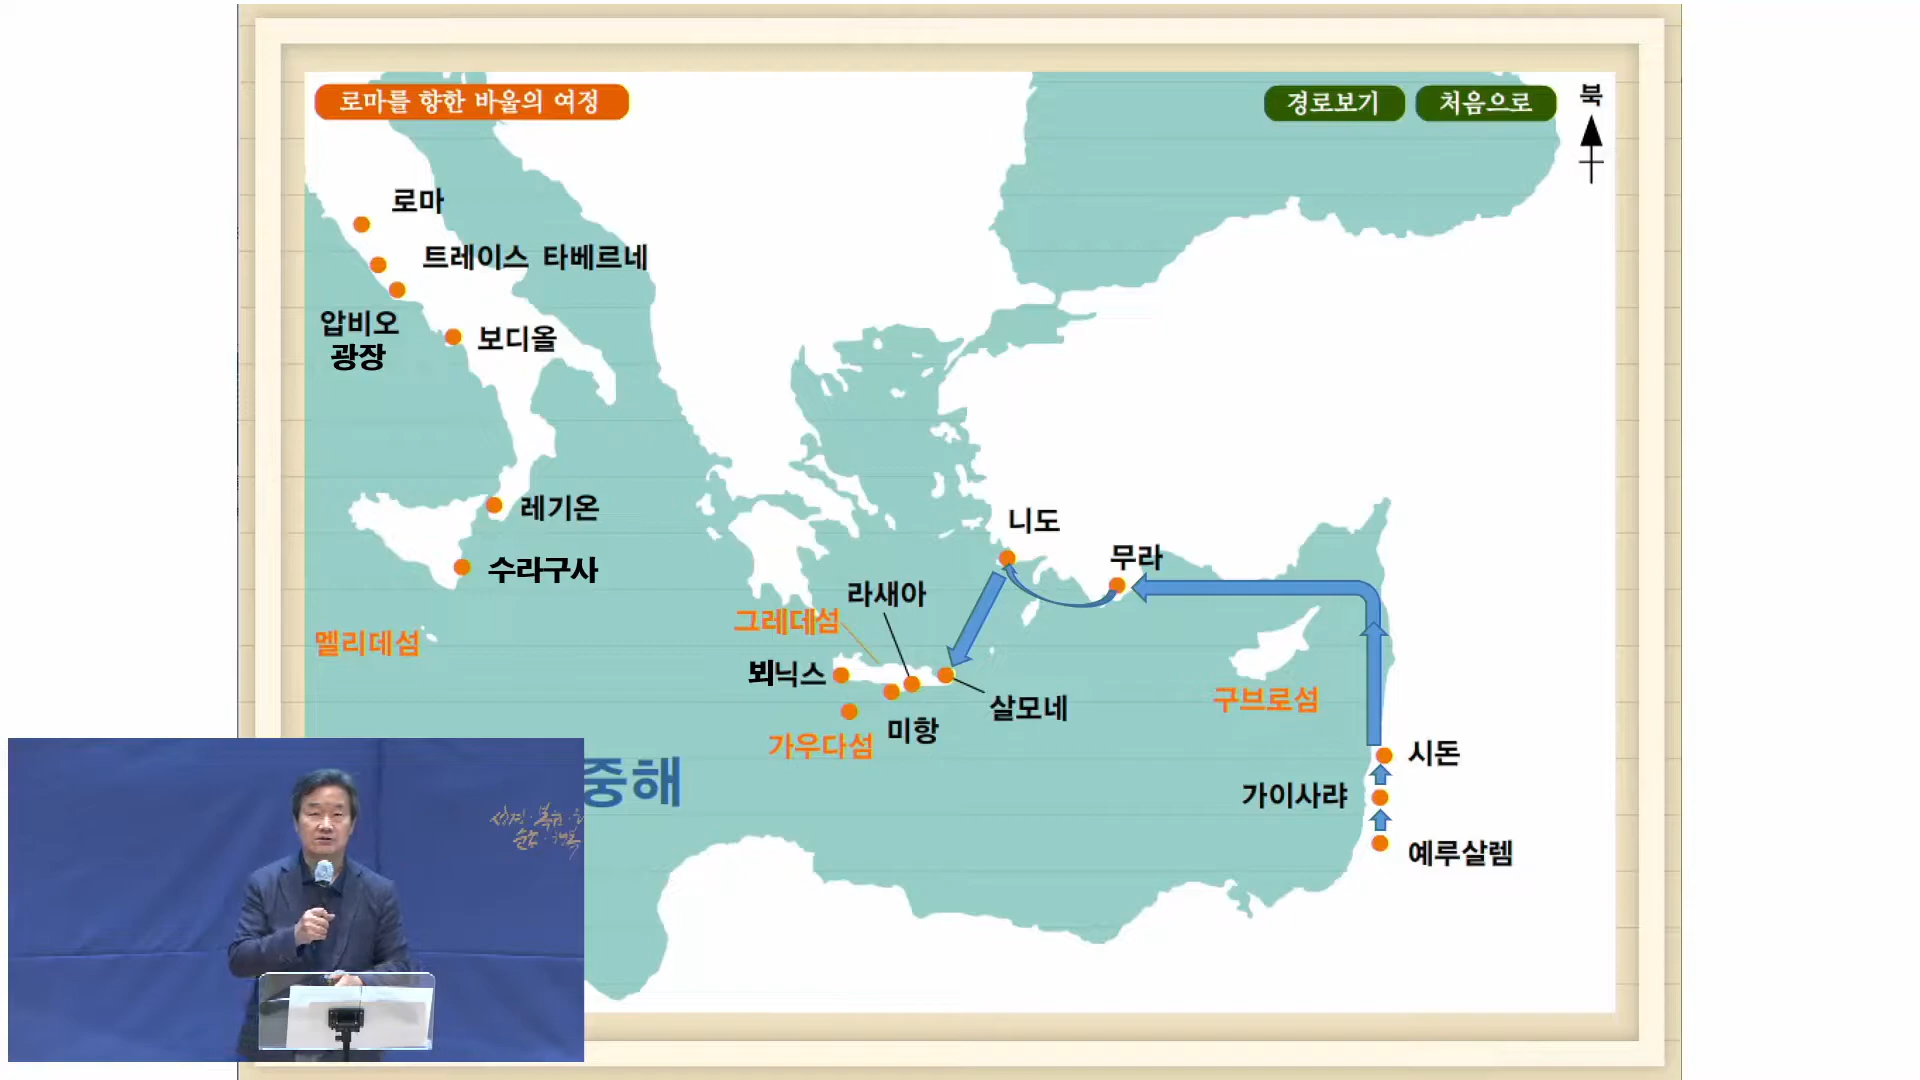 로마를 향한 바울의 여정
경로보기
처음으로
북
로마
트레이스 타베르네
압비오
광장
보디올
레기온
수라구사
멜리데섬
니도
무라
라새아
그레데섬
뵈닉스
살모네
미항
가우다섬
구브로섬
중해
시돈
가이사랴
예루살렘